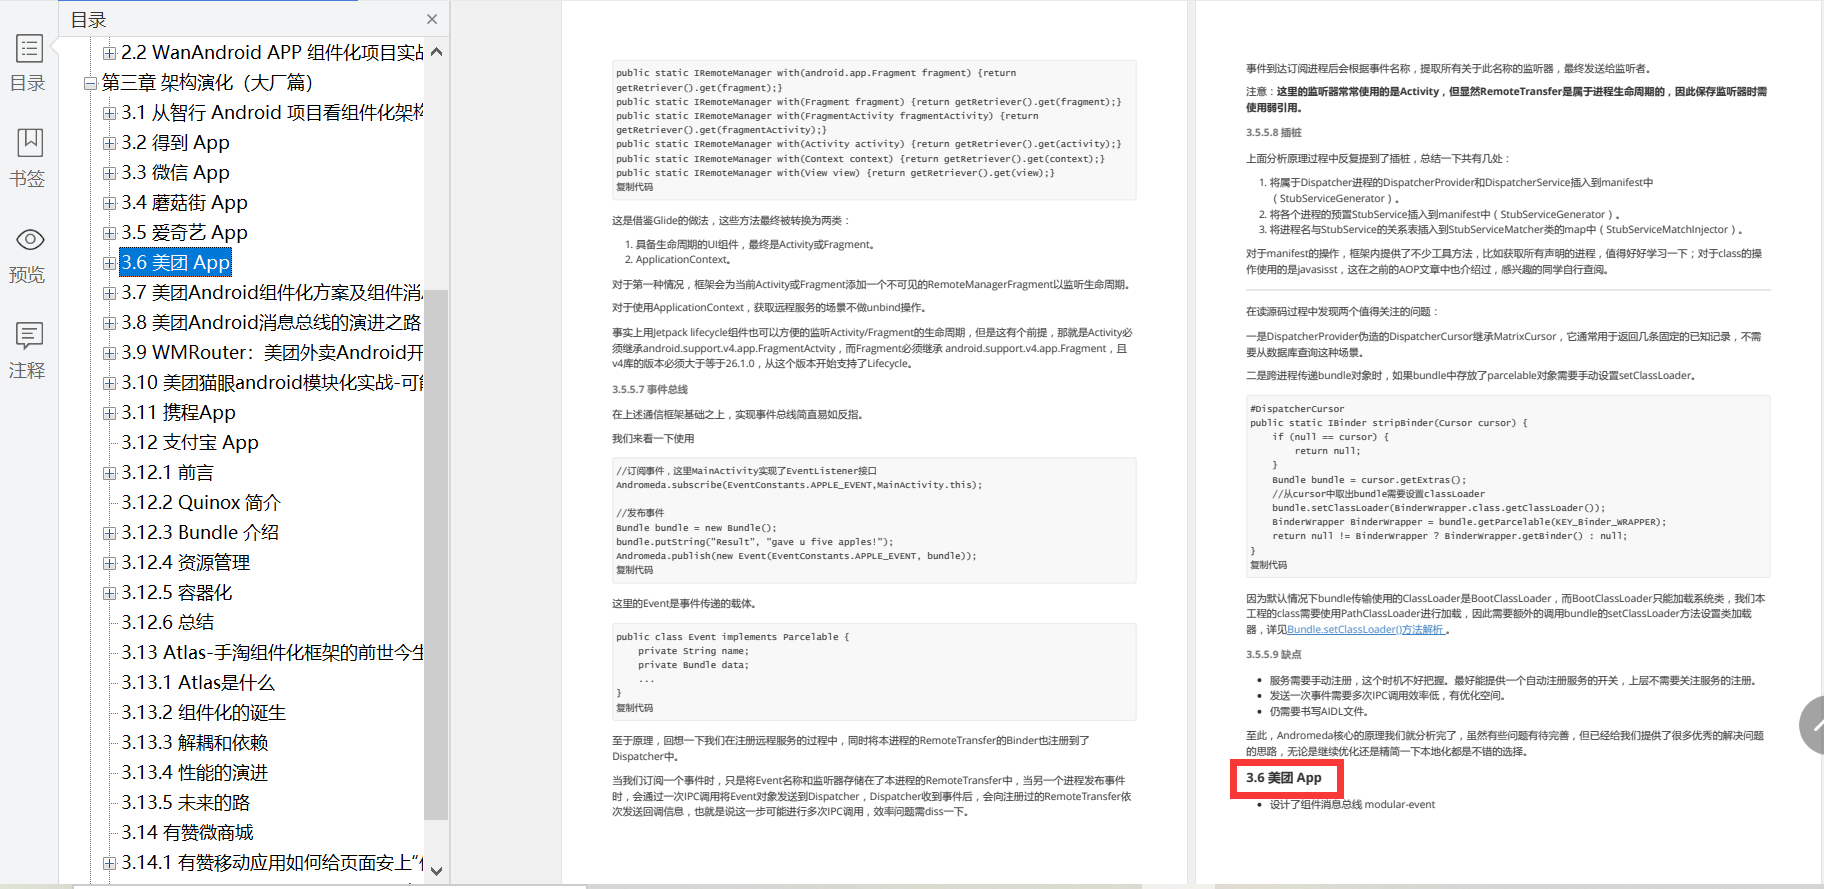 目录
目录
书签
预览
注释
2.2 WanAndroid APP 组件化项目实战
第三章 架构演化（大厂篇）
3.1 从智行 Android 项目看组件化架构
3.2 得到 App
3.3 微信 App
3.4 蘑菇街 App
3.5 爱奇艺 App
3.6 美团 App
3.7 美团Android组件化方案及组件消
3.8 美团Android消息总线的演进之路
3.9 WMRouter：美团外卖Android开
3.10 美团猫眼android模块化实战-可能
3.11 携程App
3.12 支付宝 App
3.12.1 前言
3.12.2 Quinox 简介
3.12.3 Bundle 介绍
3.12.4 资源管理
3.12.5 容器化
3.12.6 总结
3.13 Atlas-手淘组件化框架的前世今生
3.13.1 Atlas是什么
3.13.2 组件化的诞生
3.13.3 解耦和依赖
3.13.4 性能的演进
3.13.5 未来的路
3.14 有赞微商城
3.14.1 有赞移动应用如何给页面安上“
public static IRemoteManager with(android.app.Fragment fragment) {return
getRetriever().get(fragment);}
public static IRemoteManager with(Fragment fragment) {return getRetriever().get(fragment);}
public static IRemoteManager with(FragmentActivity fragmentActivity) {return
getRetriever().get(fragmentActivity);}
public static IRemoteManager with(Activity activity) {return getRetriever().get(activity);}
public static IRemoteManager with(Context context) {return getRetriever().get(context);}
public static IRemoteManager with(View view) {return getRetriever().get(view);}
复制代码
这是借鉴Glide的做法，这些方法最终被转换为两类：
1. 具备生命周期的UI组件，最终是Activity或Fragment。
2. ApplicationContext。
对于第一种情况，框架会为当前Activity或Fragment添加一个不可见的RemoteManagerFragment以监听生命周期。
对于使用ApplicationContext，获取远程服务的场景不做unbind操作。
事实上用Jetpack lifecycle组件也可以方便的监听Activity/Fragment的生命周期，但是这有个前提，那就是Activity必
须继承android.support.v4.app.FragmentActvity，而Fragment必须继承 android.support.v4.app.Fragment，且
v4库的版本必须大于等于26.1.0，从这个版本开始支持了Lifecycle。
3.5.5.7 事件总线
在上述通信框架基础之上，实现事件总线简直易如反指。
我们来看一下使用
//订阅事件，这里MainActivity实现了EventListener接口
Andromeda.subscribe(EventConstants.APPLE_EVENT,MainActivity.this);
//发布事件
Bundle bundle = new Bundle();
bundle.putString("Result", "gave u five apples!");
Andromeda.publish(new Event(EventConstants.APPLE_EVENT, bundle));
复制代码
这里的Event是事件传递的载体。
public class Event implements Parcelable {
private String name;
private Bundle data;
...
}
复制代码
至于原理，回想一下我们在注册远程服务的过程中，同时将本进程的RemoteTransfer的Binder也注册到了
Dispatcher中。
当我们订阅一个事件时，只是将Event名称和监听器存储在了本进程的RemoteTransfer中，当另一个进程发布事件
时，会通过一次IPC调用将Event对象发送到Dispatcher，Dispatcher收到事件后，会向注册过的RemoteTransfer依
次发送回调信息，也就是说这一步可能进行多次IPC调用，效率问题需diss一下。
事件到达订阅进程后会根据事件名称，提取所有关于此名称的监听器，最终发送给监听者。
注意：这里的监听器常常使用的是Activity，但显然RemoteTransfer是属于进程生命周期的，因此保存监听器时需
使用弱引用。
3.5.5.8 插桩
上面分析原理过程中反复提到了插桩，总结一下共有几处：
1. 将属于Dispatcher进程的DispatcherProvider和DispatcherService插入到manifest中
（StubServiceGenerator）。
2. 将各个进程的预置StubService插入到manifest中（StubServiceGenerator）。
3. 将进程名与StubService的关系表插入到StubServiceMatcher类的map中（StubServiceMatchInjector）。
对于manifest的操作，框架内提供了不少工具方法，比如获取所有声明的进程，值得好好学习一下；对于class的操
作使用的是javasisst，这在之前的AOP文章中也介绍过，感兴趣的同学自行查阅。
在读源码过程中发现两个值得关注的问题：
一是DispatcherProvider伪造的DispatcherCursor继承MatrixCursor，它通常用于返回几条固定的已知记录，不需
要从数据库查询这种场景。
二是跨进程传递bundle对象时，如果bundle中存放了parcelable对象需要手动设置setClassLoader。
#DispatcherCursor
public static IBinder stripBinder(Cursor cursor) {
if (null == cursor) {
return null;
}
Bundle bundle = cursor.getExtras();
//从cursor中取出bundle需要设置classLoader
bundle.setClassLoader(BinderWrapper.class.getClassLoader());
BinderWrapper BinderWrapper = bundle.getParcelable(KEY_Binder_WRAPPER);
return null != BinderWrapper ? BinderWrapper.getBinder() : null;
}
复制代码
因为默认情况下bundle传输使用的ClassLoader是BootClassLoader，而BootClassLoader只能加载系统类，我们本
工程的class需要使用PathClassLoader进行加载，因此需要额外的调用bundle的setClassLoader方法设置类加载
器，详见Bundle.setClassLoader()方法解析 。
3.5.5.9 缺点
服务需要手动注册，这个时机不好把握。最好能提供一个自动注册服务的开关，上层不需要关注服务的注册。
发送一次事件需要多次IPC调用效率低，有优化空间。
仍需要书写AIDL文件。
至此，Andromeda核心的原理我们就分析完了，虽然有些问题有待完善，但已经给我们提供了很多优秀的解决问题
的思路，无论是继续优化还是精简一下本地化都是不错的选择。
3.6 美团 App
设计了组件消息总线 modular-event